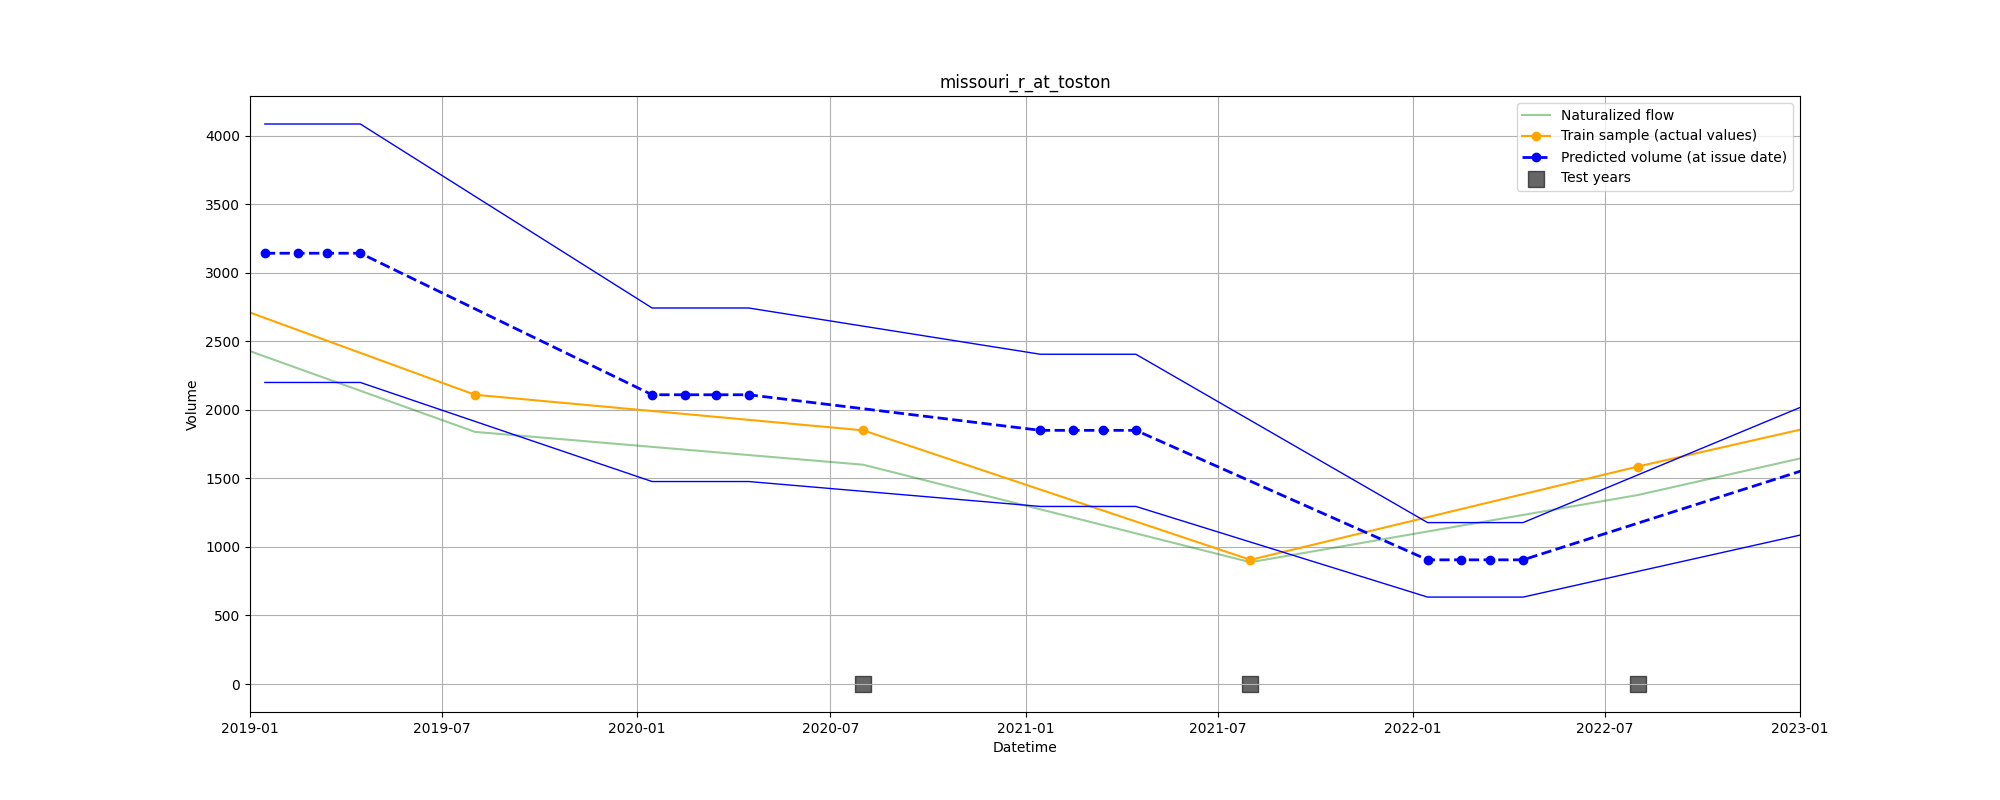 missouri_r_at_toston
Naturalized flow
Train sample (actual values)
Predicted volume (at issue date)
Test years
4000
3500
3000
2500
2000
1500
1000
500
0
Volume
2019-01 2019-07 2020-01 2020-07 2021-01 2021-07 2022-01 2022-07 2023-01
Datetime